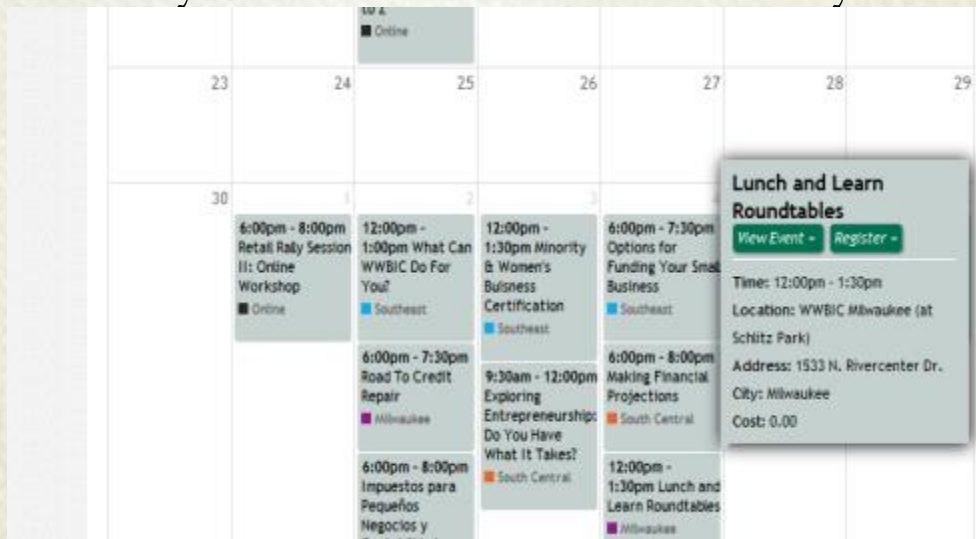 to Z
Online
23
24
25
26
27
28
29
30
1
2
3
6:00pm - 8:00pm
Retail Rally Session
II: Online
Workshop
Online
12:00pm -
1:00pm What Can
WWBIC Do For
You?
Southeast
6:00pm - 7:30pm
Road To Credit
Repair
Milwaukee
6:00pm - 8:00pm
Impuestos para
Pequeños
Negocios y
12:00pm -
1:30pm Minority
& Women's
Buisness
Certification
Southeast
9:30am - 12:00pm
Exploring
Entrepreneurship:
Do You Have
What It Takes?
South Central
6:00pm - 7:30pm
Options for
Funding Your Small
Business
Southeast
6:00pm - 8:00pm
Making Financial
Projections
South Central
12:00pm -
1:30pm Lunch and
Learn Roundtables
Milwaukee
Lunch and Learn
Roundtables
View Event »
Register »
Time: 12:00pm - 1:30pm
Location: WWBIC Milwaukee (at
Schlitz Park)
Address: 1533 N. Rivercenter Dr.
City: Milwaukee
Cost: 0.00